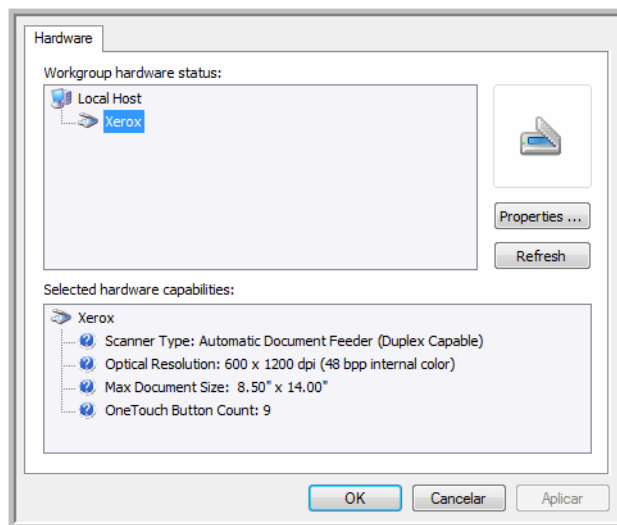 Hardware
Workgroup hardware status:
Local Host
Xerox
Properties ...
Refresh
Selected hardware capabilities:
Xerox
Scanner Type: Automatic Document Feeder (Duplex Capable)
Optical Resolution: 600 x 1200 dpi (48 bpp internal color)
Max Document Size: 8.50" x 14.00"
OneTouch Button Count: 9
OK Cancelar Aplicar